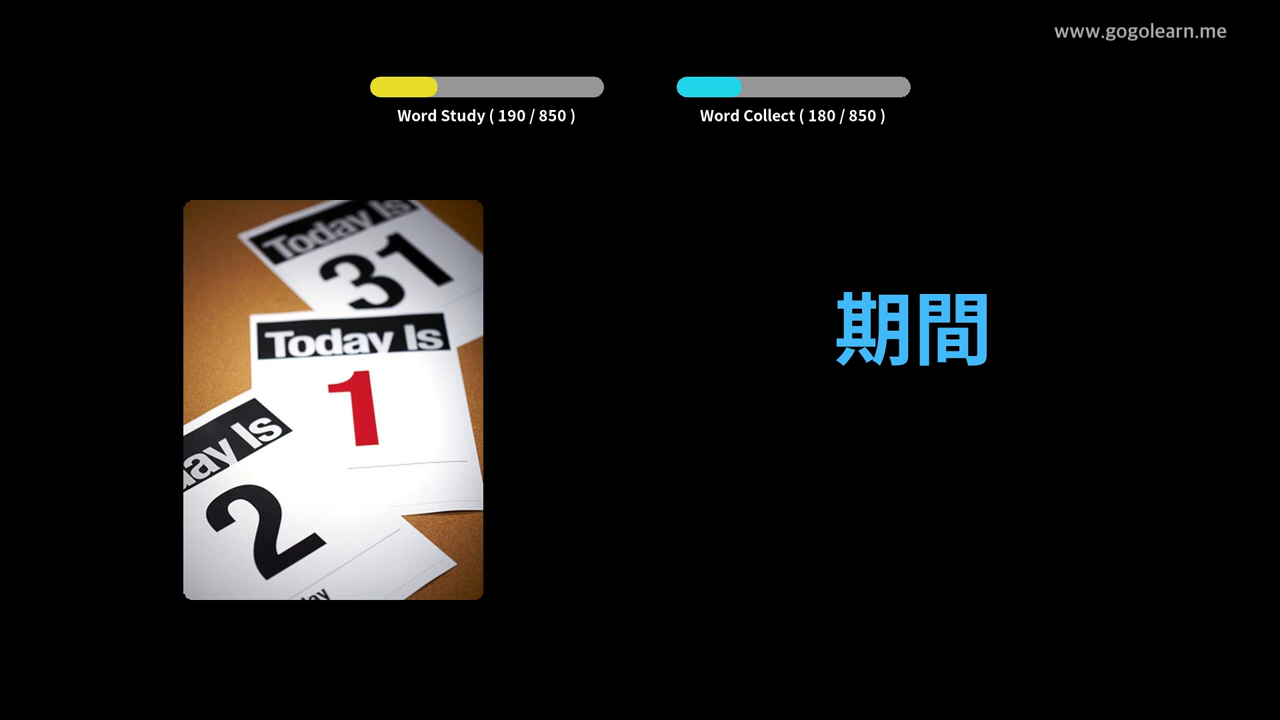 www.gogolearn.me
Word Study ( 190 / 850 )
Word Collect ( 180 / 850 )
Today Is
31
Today Is
1
ay Is
2
day
期間